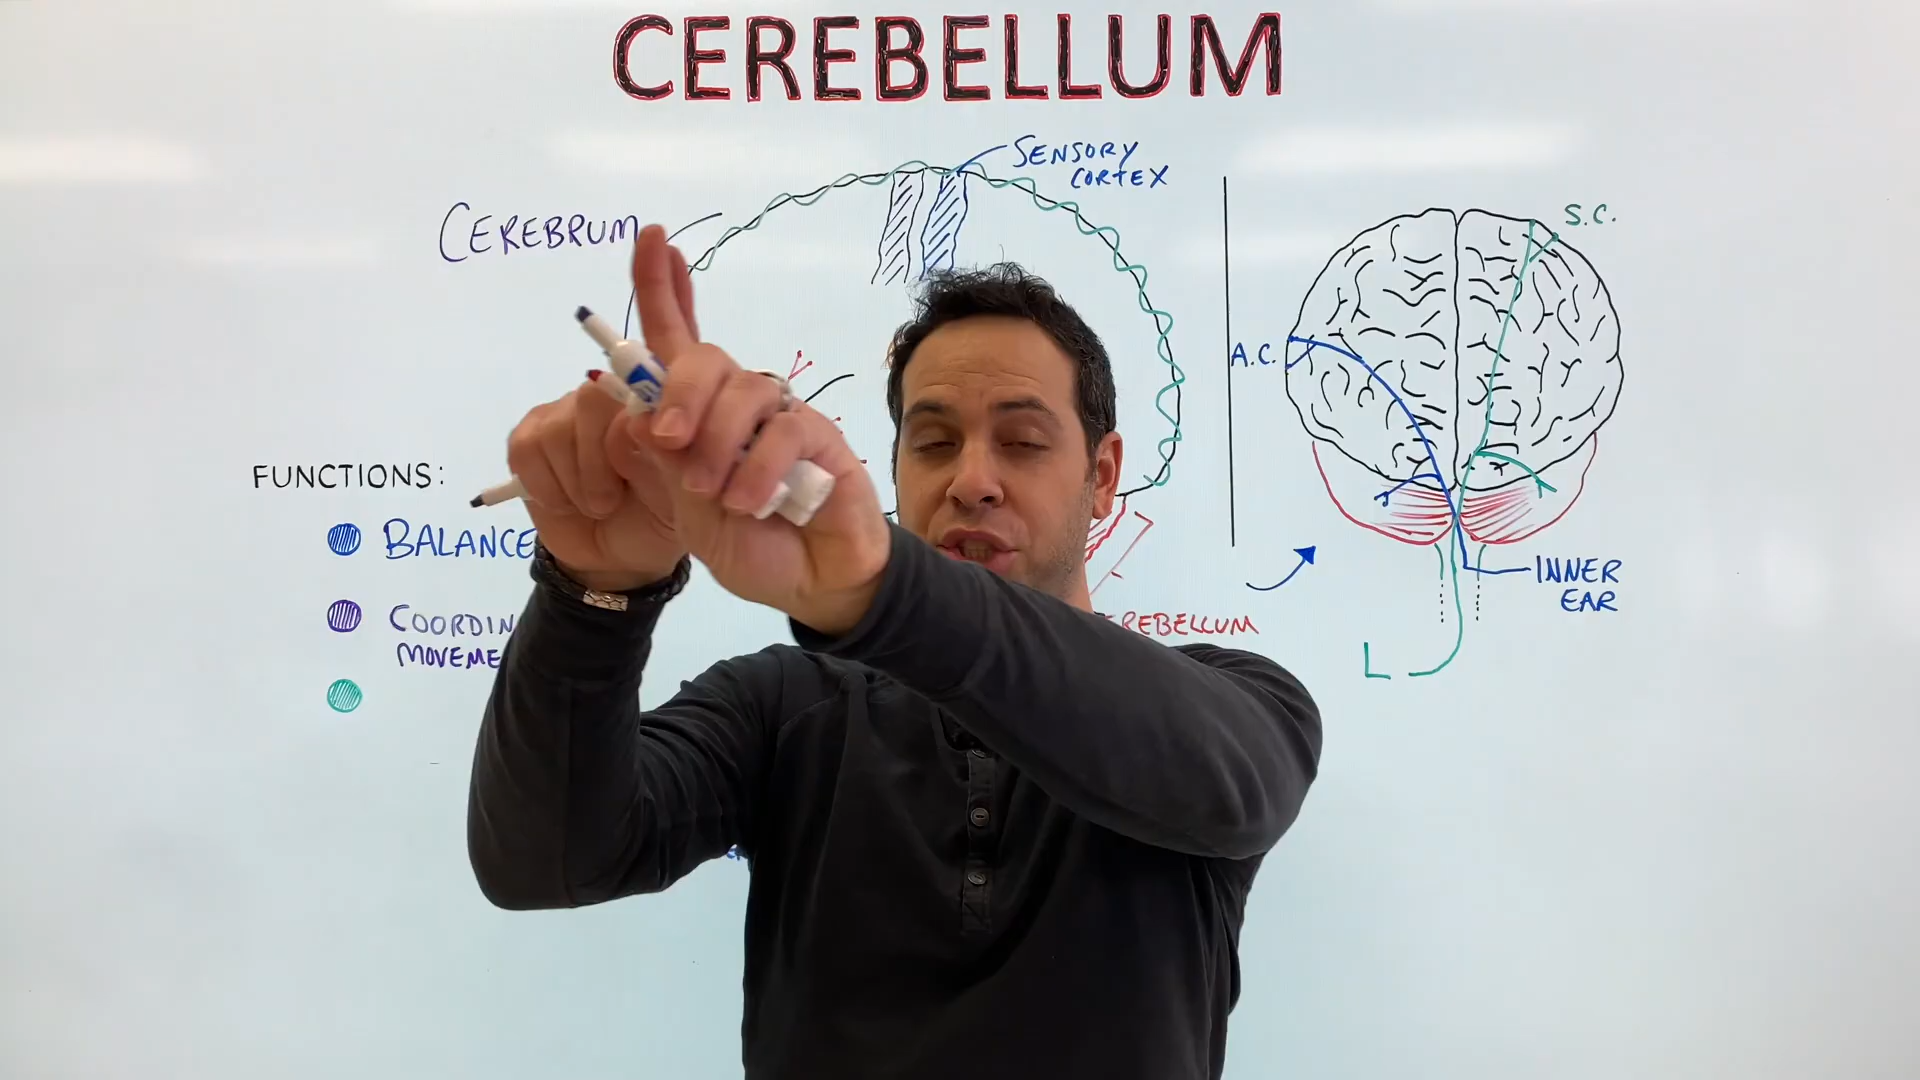 CEREBELLUM
SENSORY
CORTEX
CEREBRUM
S.C.
A.C.
FUNCTIONS:
BALANCE
INNER
EAR
L